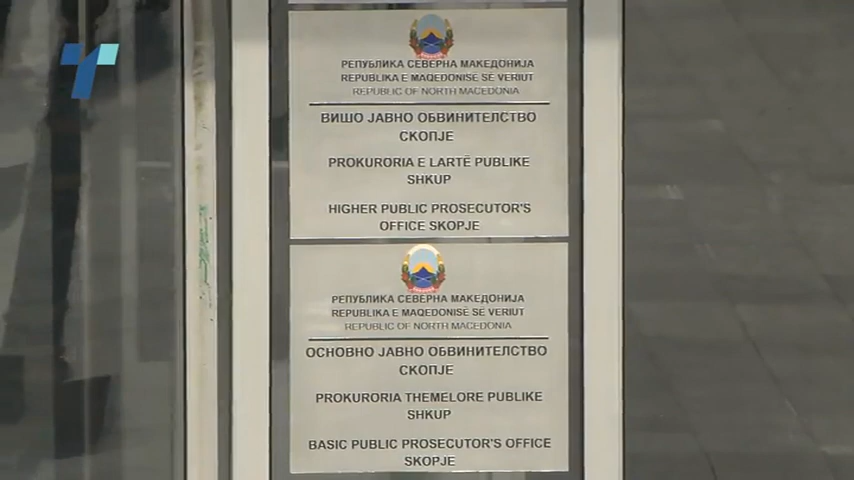 РЕПУБЛИКА СЕВЕРНА МАКЕДОНИЈА
REPUBLIKA E MAQEDONISË SË VERIUT
REPUBLIC OF NORTH MACEDONIA
ВИШО ЈАВНО ОБВИНИТЕЛСТВО
СКОПЈЕ
PROKURORIA E LARTË PUBLIKE
SHKUP
HIGHER PUBLIC PROSECUTOR'S
OFFICE SKOPJE
РЕПУБЛИКА СЕВЕРНА МАКЕДОНИЈА
REPUBLIKA E MAQEDONISË SË VERIUT
REPUBLIC OF NORTH MACEDONIA
ОСНОВНО ЈАВНО ОБВИНИТЕЛСТВО
СКОПЈЕ
PROKURORIA THEMELORE PUBLIKE
SHKUP
BASIC PUBLIC PROSECUTOR'S OFFICE
SKOPJE